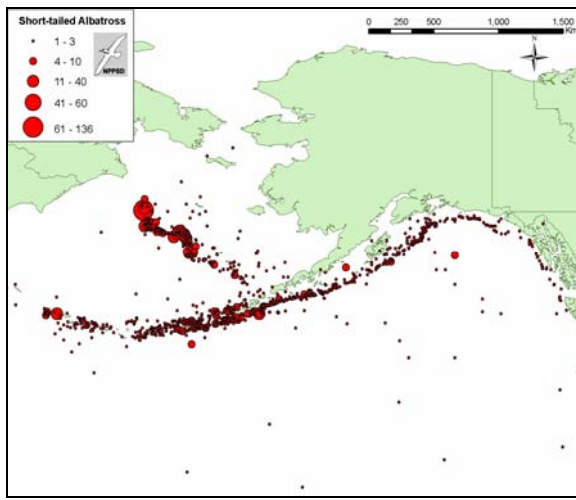 Short-tailed Albatross
1 - 3
4 - 10
11 - 40
41 - 60
61 - 136
NPPSD
0 250 500 1,000 1,500
Km
N